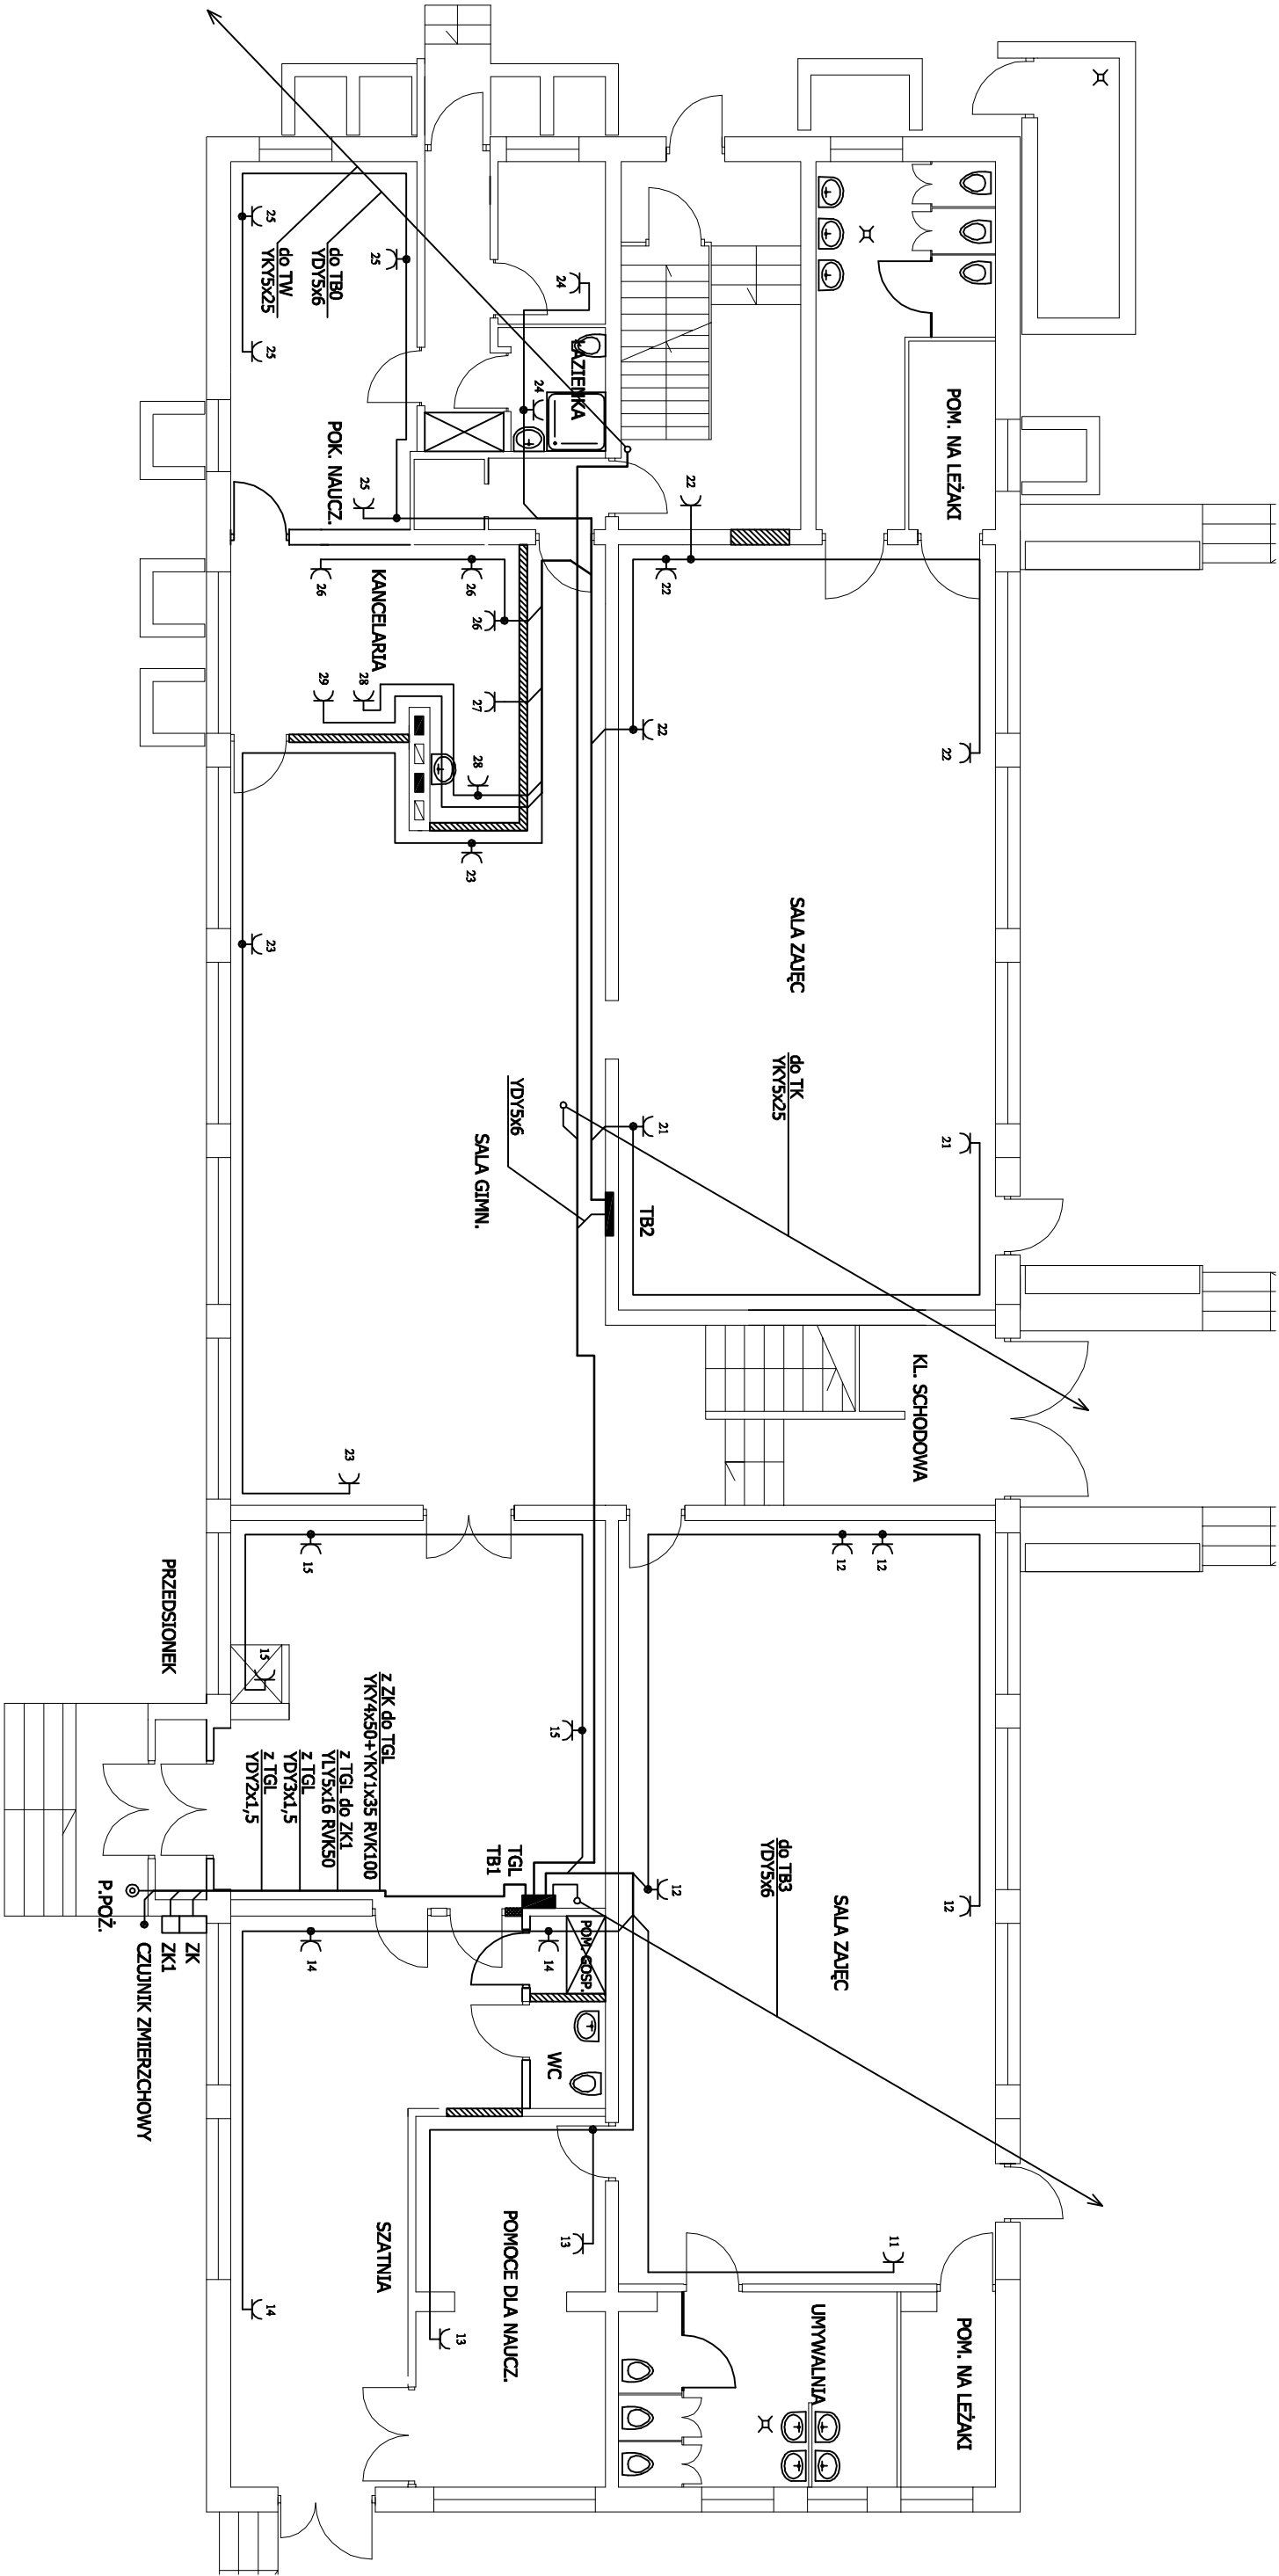 POM. NA LEŻAKI
POM. NA LEŻAKI
22
21
12
KL. SCHODOWA
11
12
12
SALA ZAJĘC
UMYWALNIA
SALA ZAJĘC
do TK
YKY5x25
do TB3
YDY5x6
22
22
22
21
12
TB2
ŁAZIENKA
24
24
POM. GOSP.
13
15
14
WC
YDY5x6
TGL
TB1
POMOCE DLA NAUCZ.
SALA GIMN.
26
27
28
26
23
13
25
25
28
KANCELARIA
26
29
POK. NAUCZ.
SZATNIA
z ZK do TGL
YKY4x50+YKY1x35 RVK100
z TGL do ZK1
YLY5x16 RVK50
z TGL
YDY3x1,5
z TGL
YDY2x1,5
do TB0
YDY5x6
do TW
YKY5x25
23
15
14
25
25
23
15
14
PRZEDSIONEK
ZK
ZK1
CZUJNIK ZMIERZCHOWY
P.POŻ.